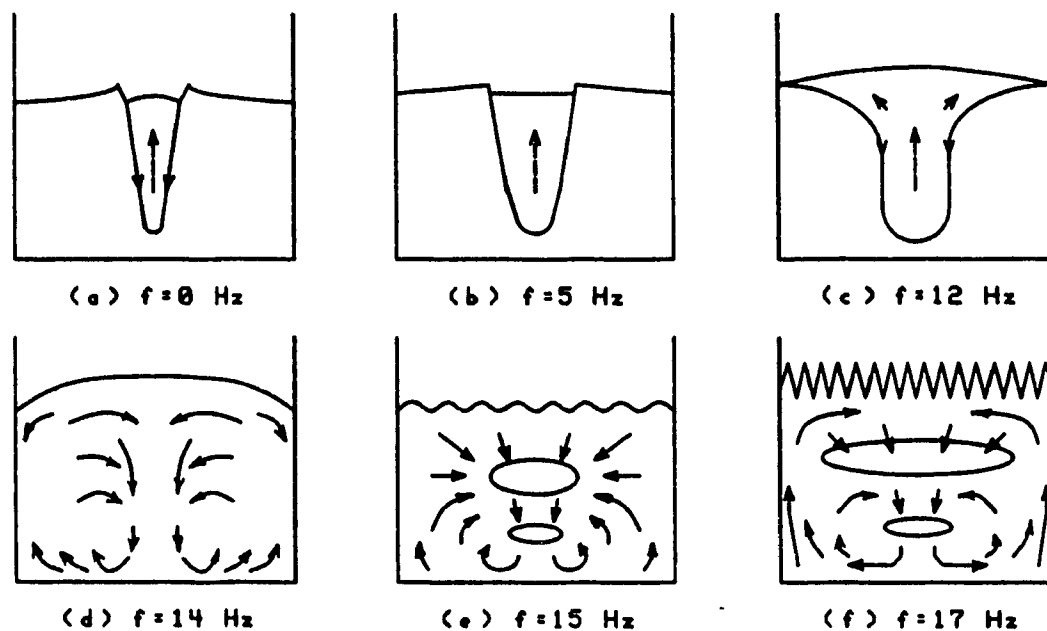 (a) f=0 Hz
(b) f=5 Hz
(c) f=12 Hz
(d) f=14 Hz
(e) f=15 Hz
(f) f=17 Hz